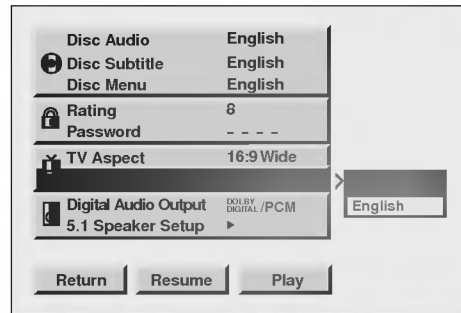 Disc Audio English
Disc Subtitle English
Disc Menu English
Rating 8
Password - - - -
TV Aspect 16:9 Wide
English
Digital Audio Output DOLBY DIGITAL /PCM
5.1 Speaker Setup ►
Return Resume Play